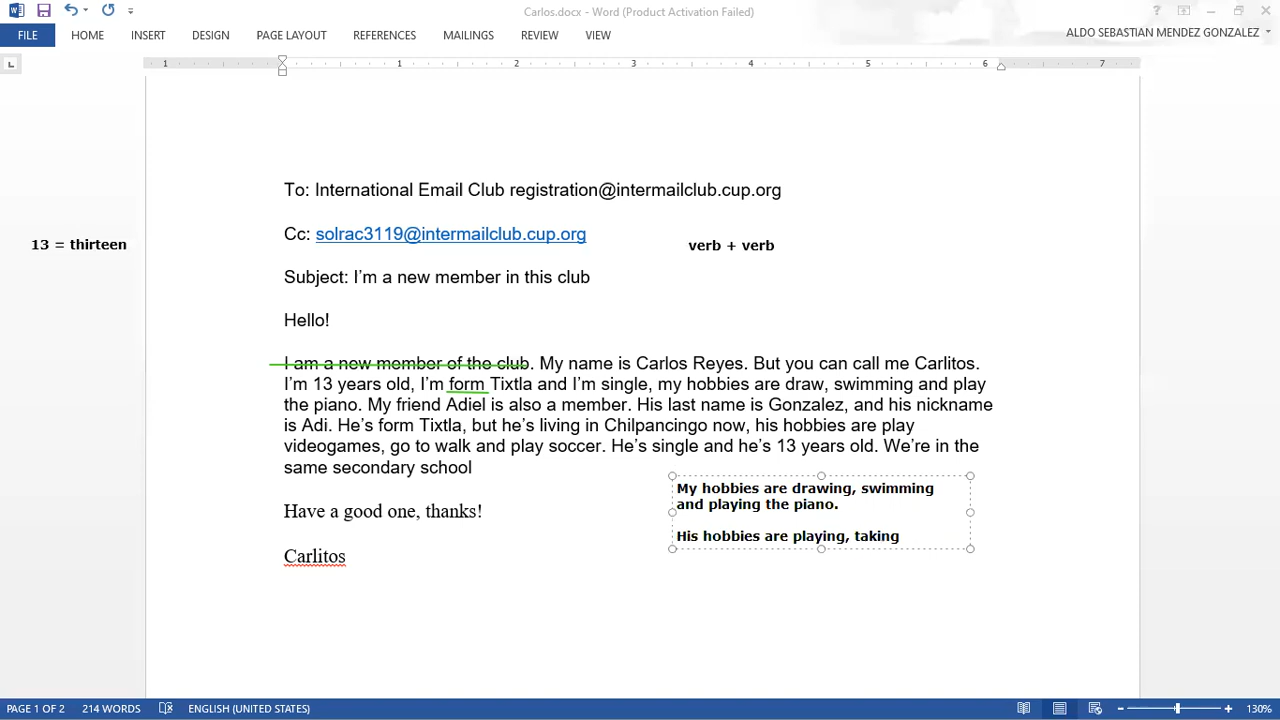 Carlos.docx - Word (Product Activation Failed)
FILE HOME INSERT DESIGN PAGE LAYOUT REFERENCES MAILINGS REVIEW VIEW ALDO SEBASTIAN MENDEZ GONZALEZ
1 1 2 3 4 5 6 7
To: International Email Club registration@intermailclub.cup.org
Cc: solrac3119@intermailclub.cup.org
13 = thirteen
verb + verb
Subject: I'm a new member in this club
Hello!
I am a new member of the club. My name is Carlos Reyes. But you can call me Carlitos.
I'm 13 years old, I'm form Tixtla and I'm single, my hobbies are draw, swimming and play
the piano. My friend Adiel is also a member. His last name is Gonzalez, and his nickname
is Adi. He's form Tixtla, but he's living in Chilpancingo now, his hobbies are play
videogames, go to walk and play soccer. He's single and he's 13 years old. We're in the
same secondary school
My hobbies are drawing, swimming
and playing the piano.
His hobbies are playing, taking
Have a good one, thanks!
Carlitos
PAGE 1 OF 2 214 WORDS ENGLISH (UNITED STATES) 130%